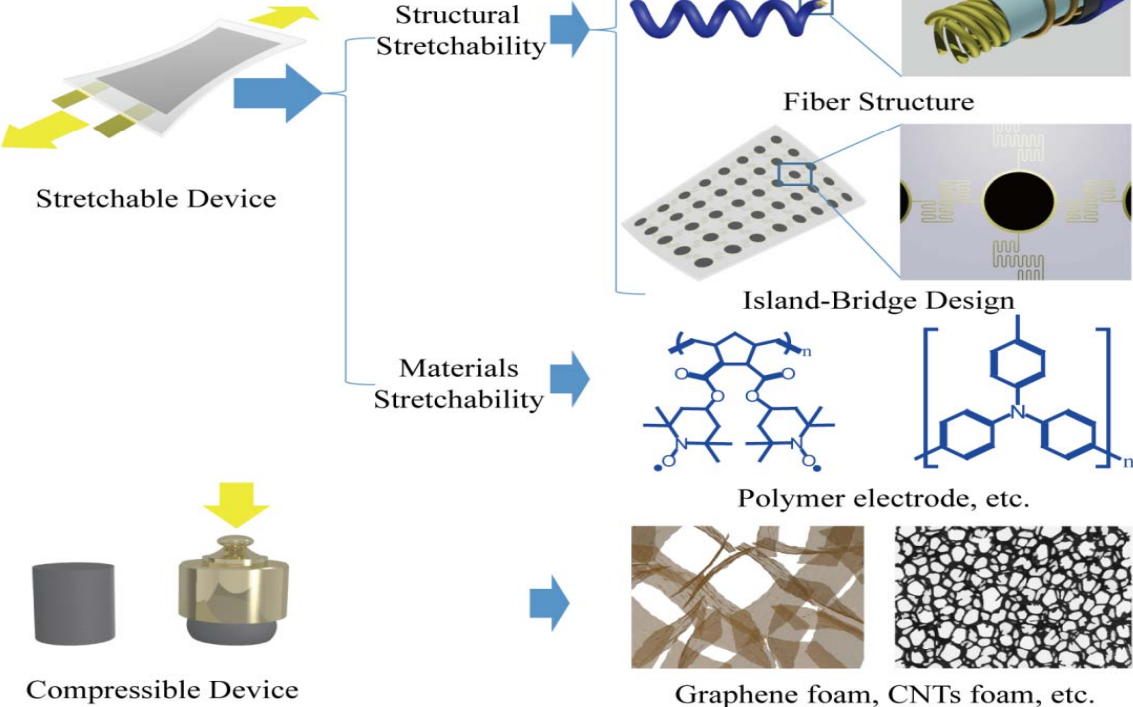 Structural
Stretchability
Fiber Structure
Stretchable Device
Island-Bridge Design
Materials
Stretchability
n
O
O
O
O
N
N
O
O
N
n
Polymer electrode, etc.
Compressible Device
Graphene foam, CNTs foam, etc.